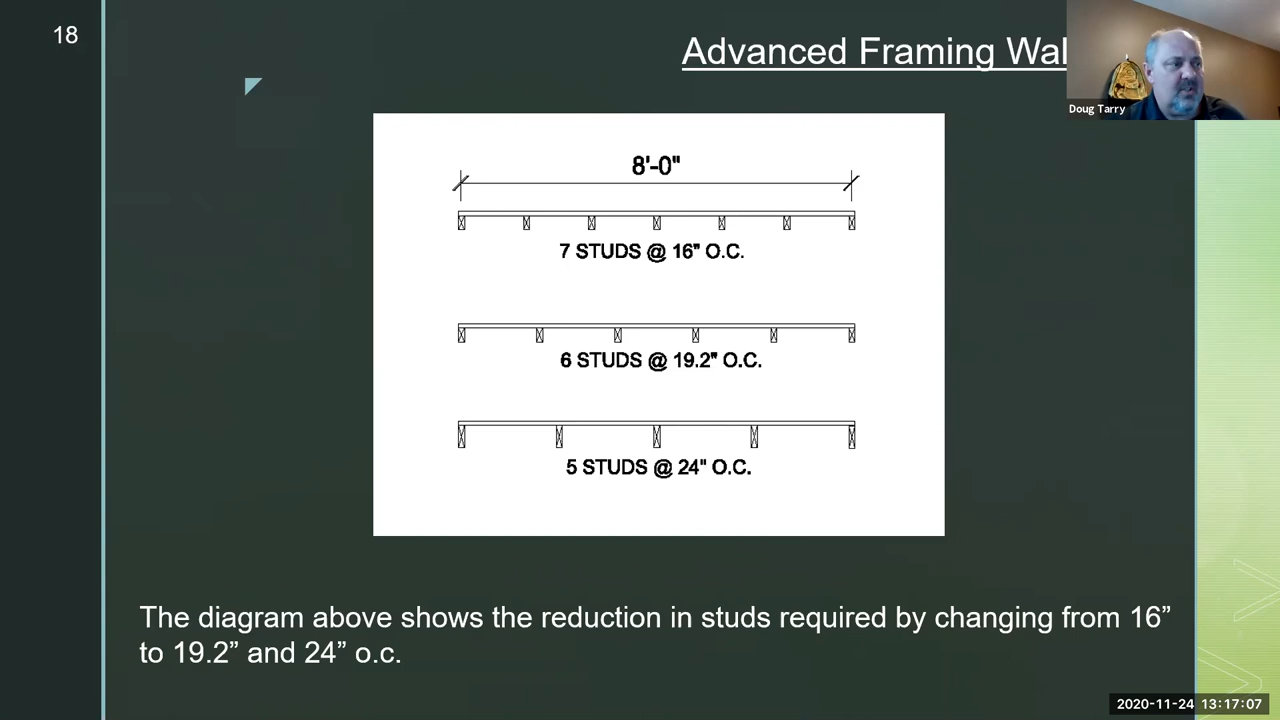 18
Advanced Framing Wal
Doug Tarry
8'-0"
7 STUDS @ 16" O.C.
6 STUDS @ 19.2" O.C.
5 STUDS @ 24" O.C.
The diagram above shows the reduction in studs required by changing from 16”
to 19.2” and 24” o.c.
2020-11-24 13:17:07